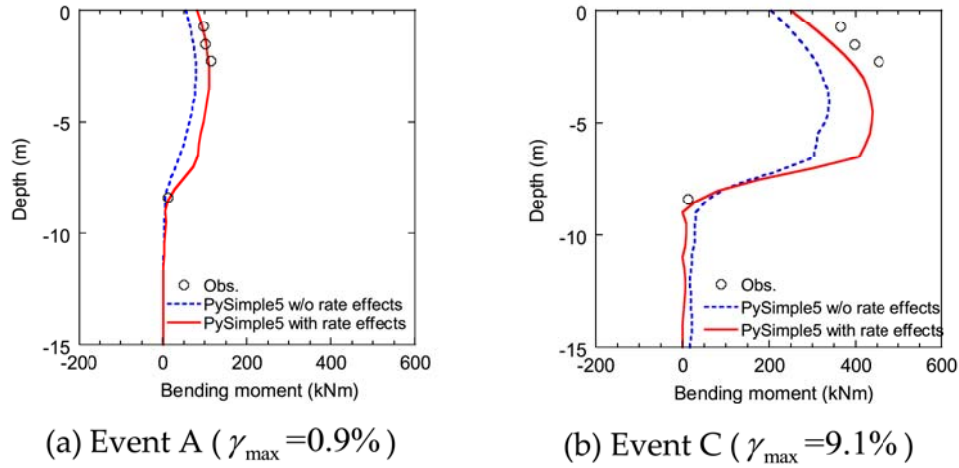 0
-5
-10
-15
Depth (m)
-200 0 200 400 600
Bending moment (kNm)
Obs.
PySimple5 w/o rate effects
PySimple5 with rate effects
(a) Event A ( γmax =0.9%)
0
-5
-10
-15
Depth (m)
-200 0 200 400 600
Bending moment (kNm)
Obs.
PySimple5 w/o rate effects
PySimple5 with rate effects
(b) Event C ( γmax =9.1%)